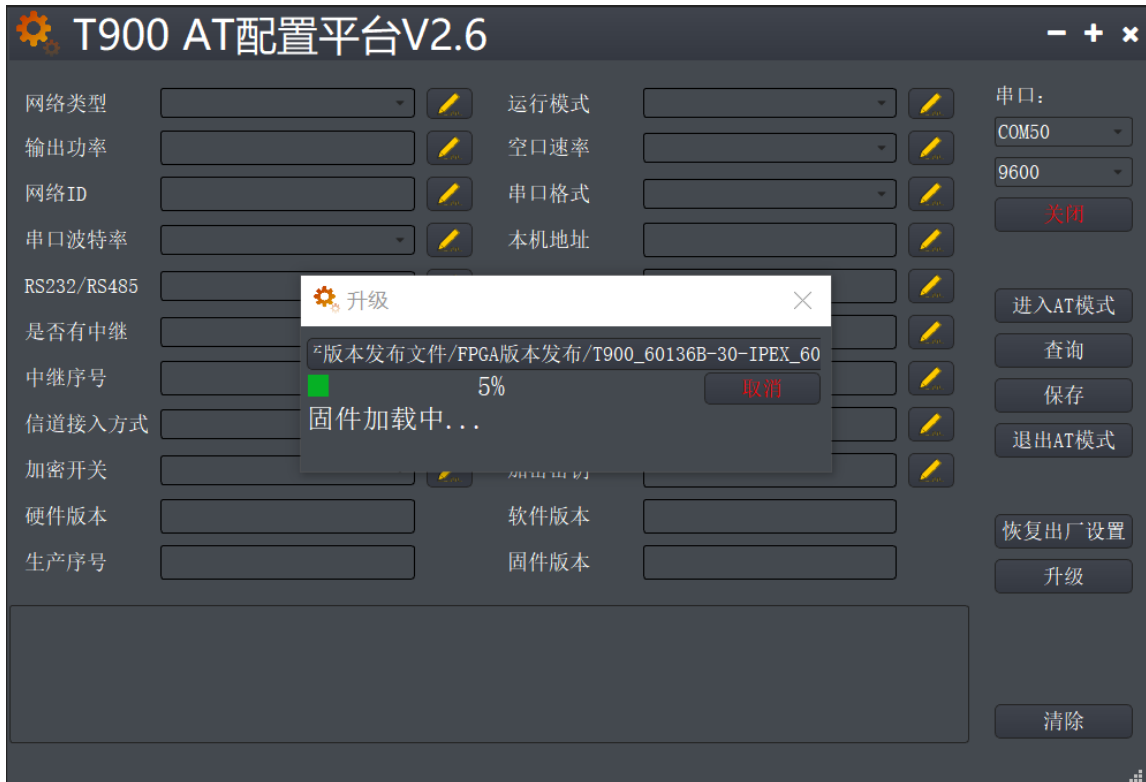 T900 AT配置平台V2.6
网络类型
运行模式
串口:
输出功率
空口速率
COM50
网络ID
串口格式
9600
串口波特率
本机地址
关闭
RS232/RS485
升级
进入AT模式
是否有中继
版本发布文件/FPGA版本发布/T900_60136B-30-IPEX_60
查询
中继序号
5%
取消
保存
信道接入方式
固件加载中...
退出AT模式
加密开关
硬件版本
软件版本
恢复出厂设置
生产序号
固件版本
升级
清除